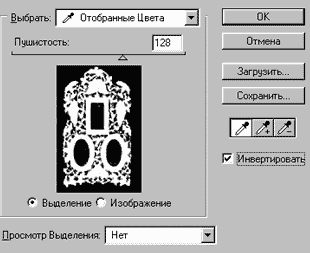 Выбрать: Отобранные Цвета
OK
Пушистость: 128
Отмена
Загрузить...
Сохранить...
Инвертировать
Выделение Изображение
Просмотр Выделения: Нет